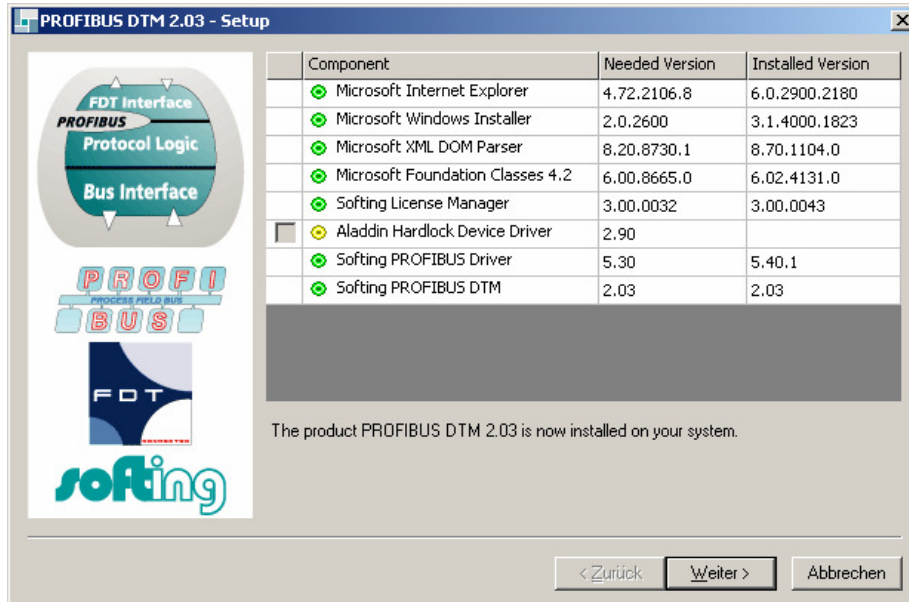 PROFIBUS DTM 2.03 - Setup
FDT Interface
PROFIBUS
Protocol Logic
Bus Interface
PROFI
PROCESS FIELD BUS
BUS
FDT
softing
Component Needed Version Installed Version
Microsoft Internet Explorer 4.72.2106.8 6.0.2900.2180
Microsoft Windows Installer 2.0.2600 3.1.4000.1823
Microsoft XML DOM Parser 8.20.8730.1 8.70.1104.0
Microsoft Foundation Classes 4.2 6.00.8665.0 6.02.4131.0
Softing License Manager 3.00.0032 3.00.0043
Aladdin Hardlock Device Driver 2.90
Softing PROFIBUS Driver 5.30 5.40.1
Softing PROFIBUS DTM 2.03 2.03
The product PROFIBUS DTM 2.03 is now installed on your system.
< Zurück Weiter > Abbrechen